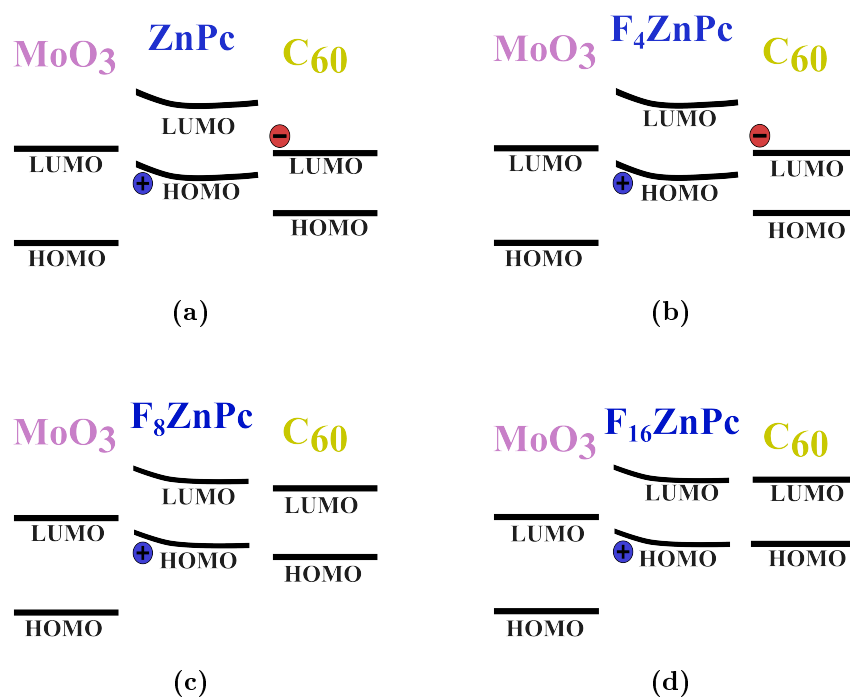 MoO3 ZnPc C60
LUMO LUMO LUMO
HOMO HOMO HOMO
(a)
MoO3 F4ZnPc C60
LUMO LUMO LUMO
HOMO HOMO HOMO
(b)
MoO3 F8ZnPc C60
LUMO LUMO LUMO
HOMO HOMO HOMO
(c)
MoO3 F16ZnPc C60
LUMO LUMO LUMO
HOMO HOMO HOMO
(d)